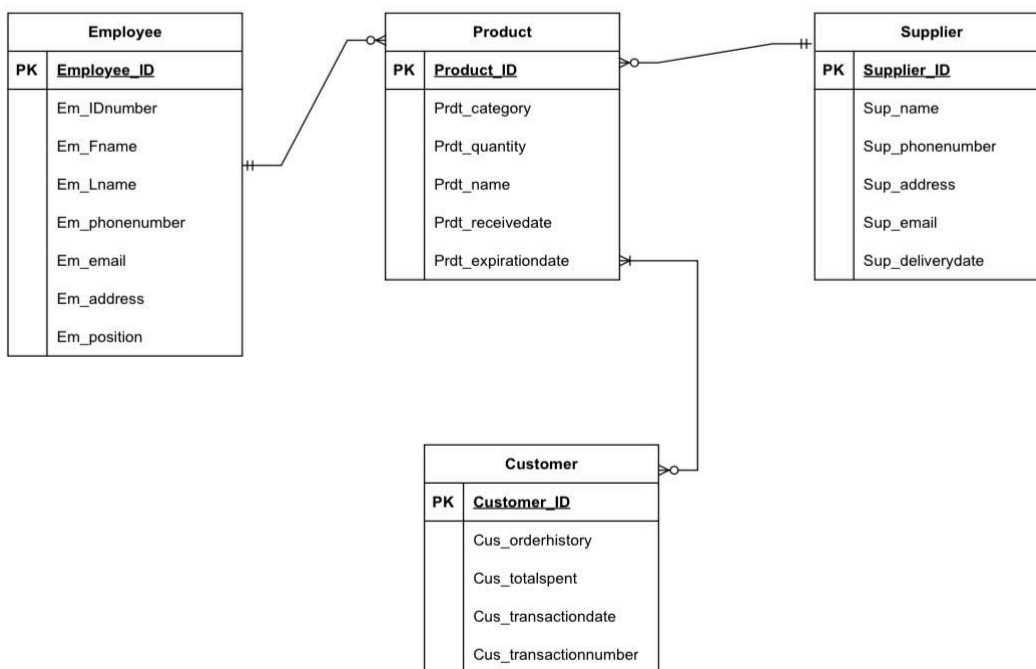 Employee
PK Employee_ID
Em_IDnumber
Em_Fname
Em_Lname
Em_phonenumber
Em_email
Em_address
Em_position
Product
PK Product_ID
Prdt_category
Prdt_quantity
Prdt_name
Prdt_receivedate
Prdt_expirationdate
Supplier
PK Supplier_ID
Sup_name
Sup_phonenumber
Sup_address
Sup_email
Sup_deliverydate
Customer
PK Customer_ID
Cus_orderhistory
Cus_totalspent
Cus_transactiondate
Cus_transactionnumber